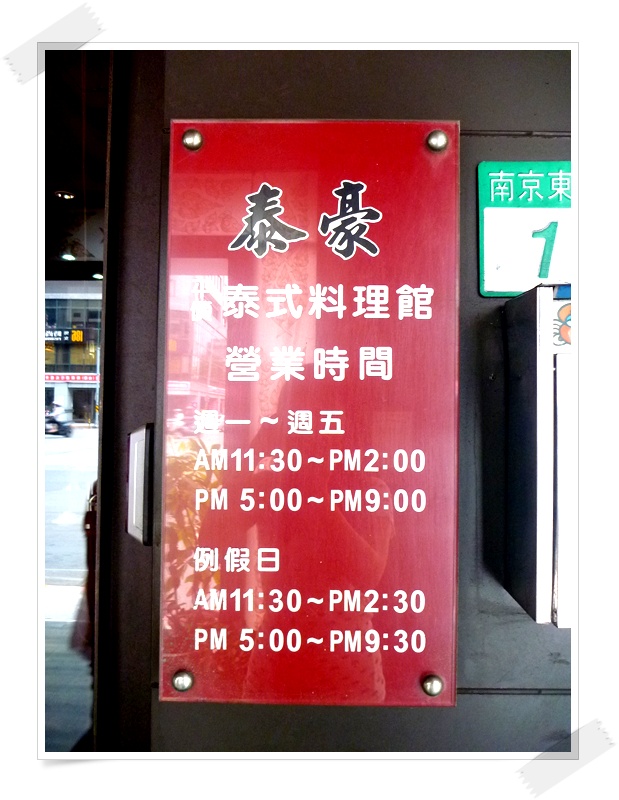 泰豪
泰式料理館
營業時間
週一~週五
AM11:30~PM2:00
PM 5:00~PM9:00
例假日
AM11:30~PM2:30
PM 5:00~PM9:30
南京東
1